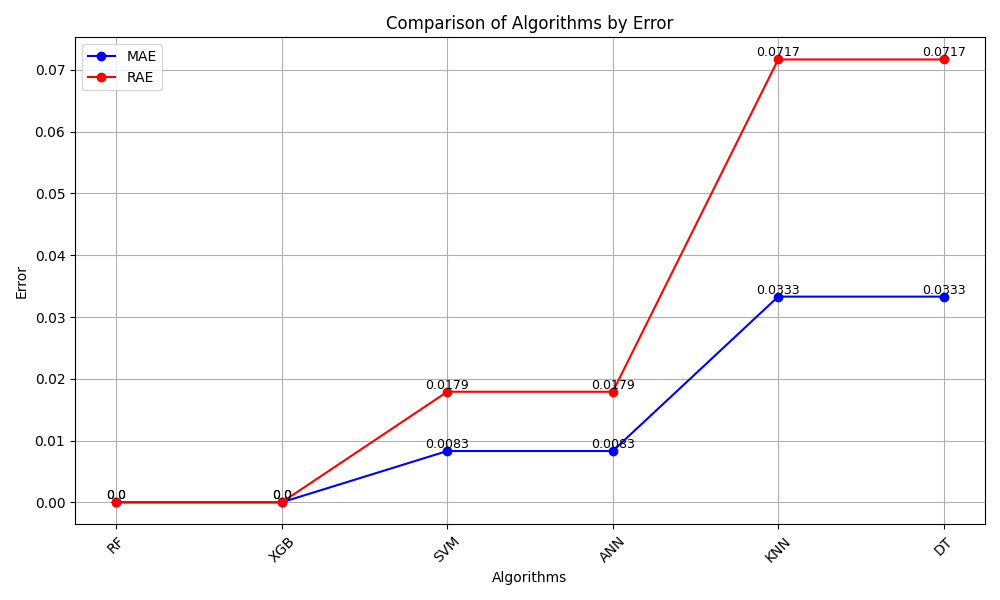 Comparison of Algorithms by Error
MAE
RAE
0.0717 0.0717
0.07
0.06
0.05
0.04
0.0333 0.0333
0.03
0.02
0.0179 0.0179
0.01
0.0083 0.0083
0.0 0.0
0.0 0.0
0.00
Error
RF XGB SVM ANN KNN DT
Algorithms